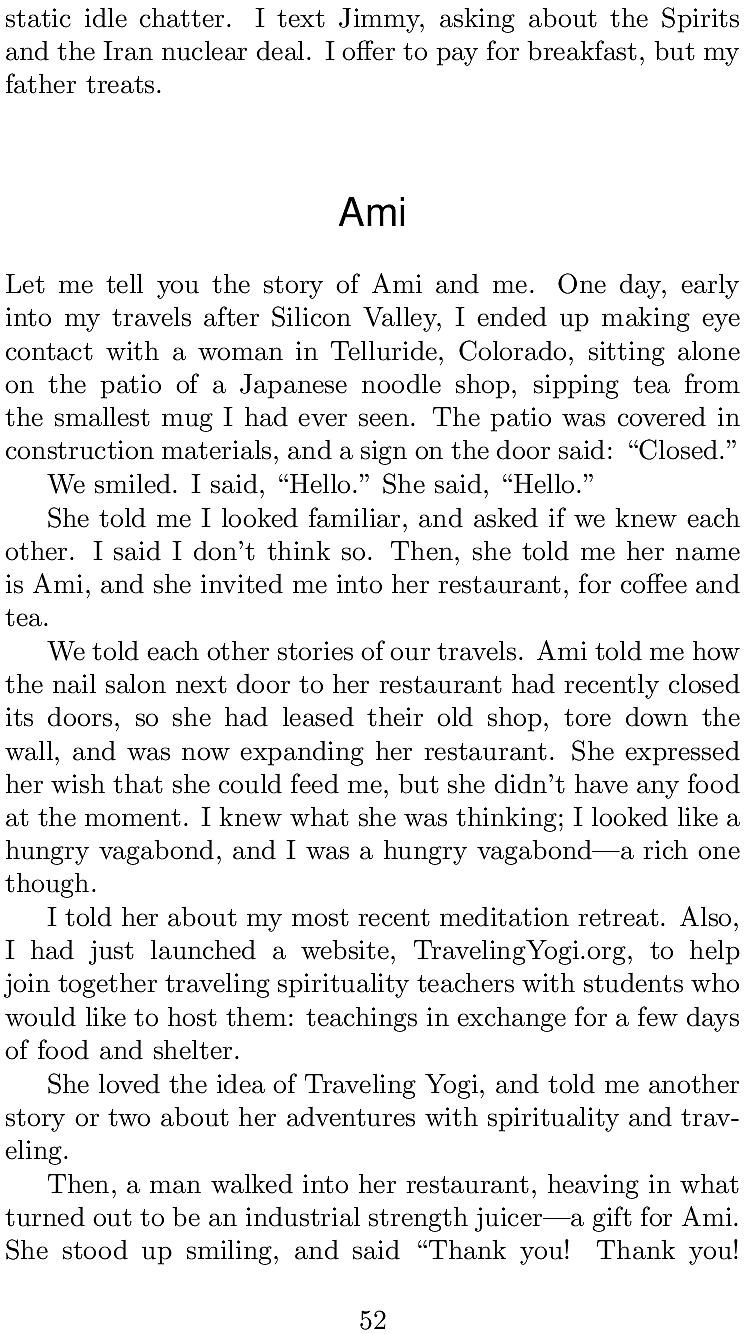 static idle chatter. I text Jimmy, asking about the Spirits
and the Iran nuclear deal. I offer to pay for breakfast, but my
father treats.
Ami
Let me tell you the story of Ami and me. One day, early
into my travels after Silicon Valley, I ended up making eye
contact with a woman in Telluride, Colorado, sitting alone
on the patio of a Japanese noodle shop, sipping tea from
the smallest mug I had ever seen. The patio was covered in
construction materials, and a sign on the door said: “Closed.”
We smiled. I said, “Hello.” She said, “Hello.”
She told me I looked familiar, and asked if we knew each
other. I said I don’t think so. Then, she told me her name
is Ami, and she invited me into her restaurant, for coffee and
tea.
We told each other stories of our travels. Ami told me how
the nail salon next door to her restaurant had recently closed
its doors, so she had leased their old shop, tore down the
wall, and was now expanding her restaurant. She expressed
her wish that she could feed me, but she didn’t have any food
at the moment. I knew what she was thinking; I looked like a
hungry vagabond, and I was a hungry vagabond—a rich one
though.
I told her about my most recent meditation retreat. Also,
I had just launched a website, TravelingYogi.org, to help
join together traveling spirituality teachers with students who
would like to host them: teachings in exchange for a few days
of food and shelter.
She loved the idea of Traveling Yogi, and told me another
story or two about her adventures with spirituality and trav-
eling.
Then, a man walked into her restaurant, heaving in what
turned out to be an industrial strength juicer—a gift for Ami.
She stood up smiling, and said “Thank you! Thank you!
52